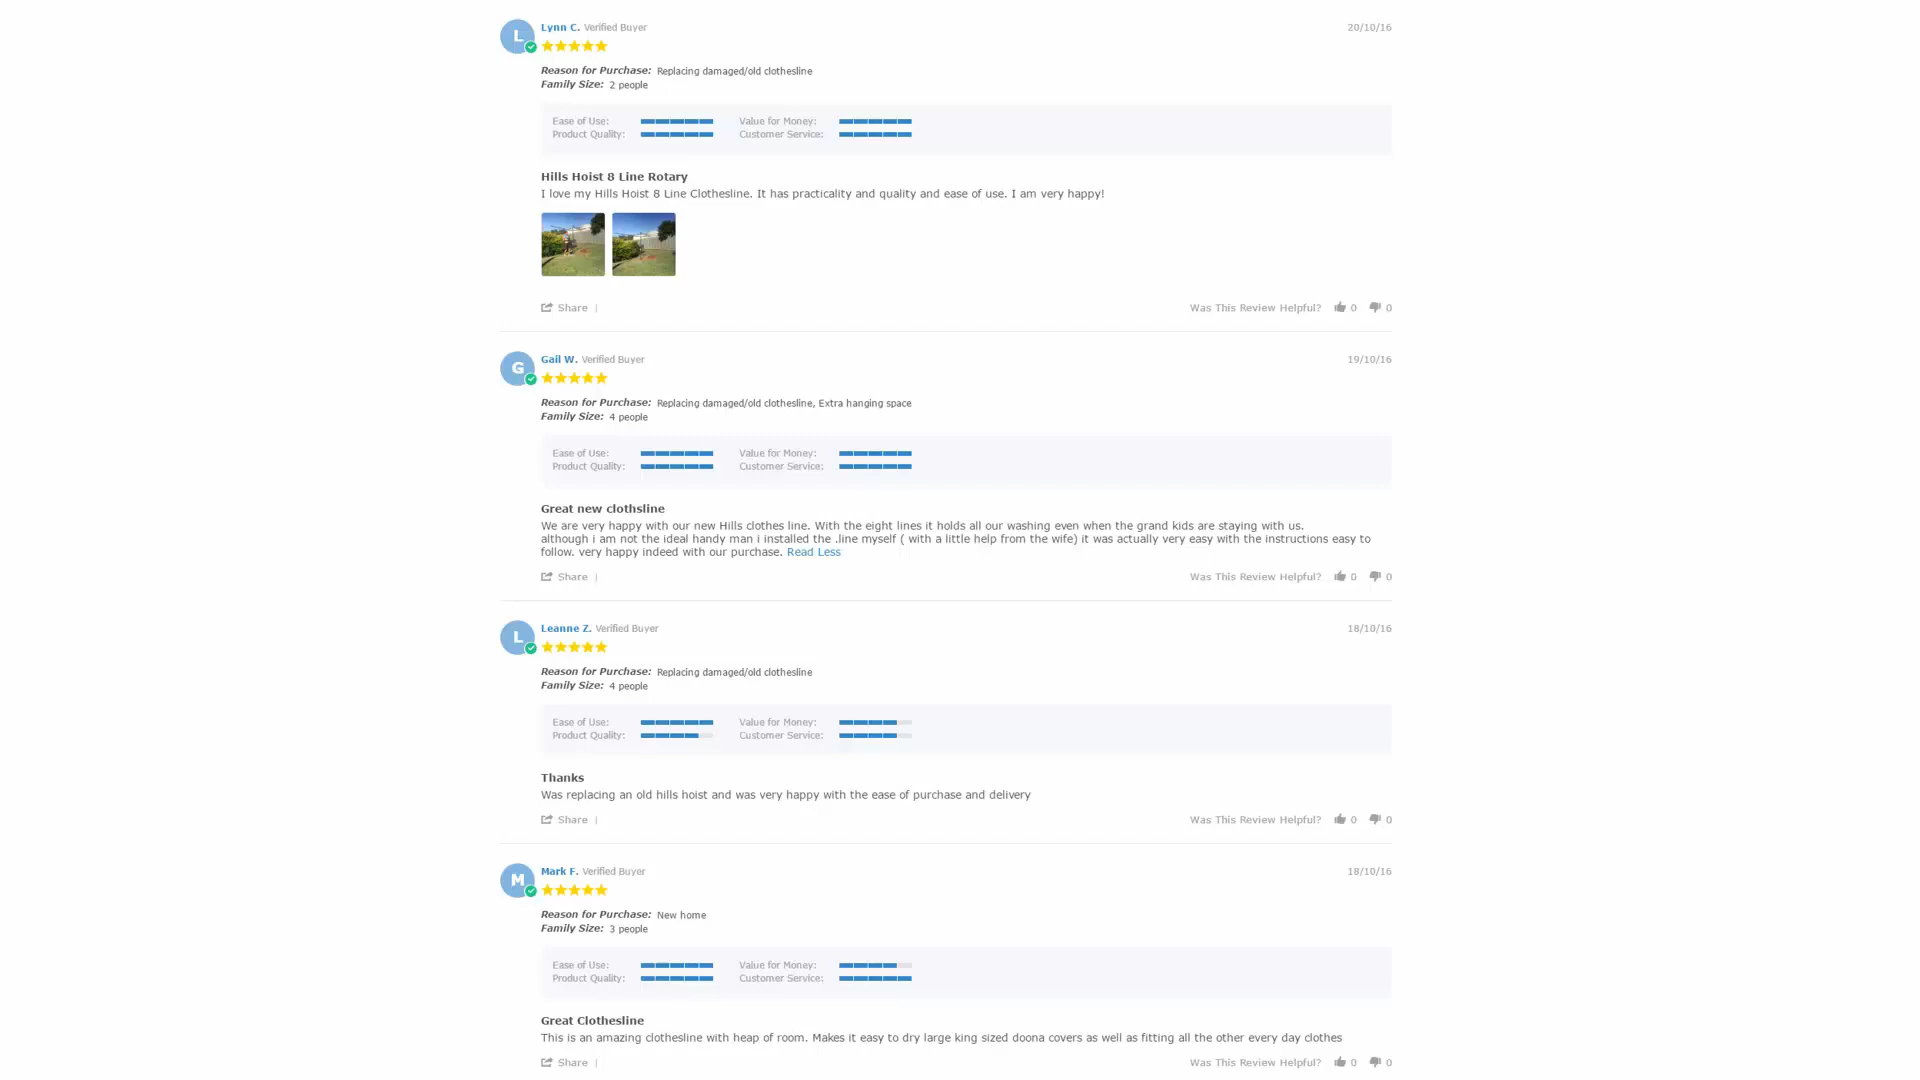 L Lynn C. Verified Buyer 20/10/16
Reason for Purchase: Replacing damaged/old clothesline
Family Size: 2 people
Ease of Use: Value for Money:
Product Quality: Customer Service:
Hills Hoist 8 Line Rotary
I love my Hills Hoist 8 Line Clothesline. It has practicality and quality and ease of use. I am very happy!
Share | Was This Review Helpful? 0 0
G Gail W. Verified Buyer 19/10/16
Reason for Purchase: Replacing damaged/old clothesline, Extra hanging space
Family Size: 4 people
Ease of Use: Value for Money:
Product Quality: Customer Service:
Great new clothsline
We are very happy with our new Hills clothes line. With the eight lines it holds all our washing even when the grand kids are staying with us.
although i am not the ideal handy man i installed the .line myself ( with a little help from the wife) it was actually very easy with the instructions easy to
follow. very happy indeed with our purchase. Read Less
Share | Was This Review Helpful? 0 0
L Leanne Z. Verified Buyer 18/10/16
Reason for Purchase: Replacing damaged/old clothesline
Family Size: 4 people
Ease of Use: Value for Money:
Product Quality: Customer Service:
Thanks
Was replacing an old hills hoist and was very happy with the ease of purchase and delivery
Share | Was This Review Helpful? 0 0
M Mark F. Verified Buyer 18/10/16
Reason for Purchase: New home
Family Size: 3 people
Ease of Use: Value for Money:
Product Quality: Customer Service:
Great Clothesline
This is an amazing clothesline with heap of room. Makes it easy to dry large king sized doona covers as well as fitting all the other every day clothes
Share | Was This Review Helpful? 0 0